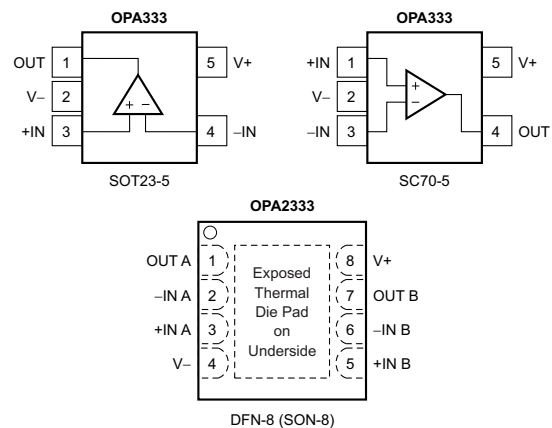 OPA333
OUT 1 5 V+
V– 2
+IN 3 + – 4 –IN
SOT23-5
OPA333
+IN 1 5 V+
V– 2 + –
–IN 3 4 OUT
SC70-5
OPA2333
OUT A 1 8 V+
–IN A 2 7 OUT B
+IN A 3 6 –IN B
V– 4 5 +IN B
Exposed
Thermal
Die Pad
on
Underside
DFN-8 (SON-8)